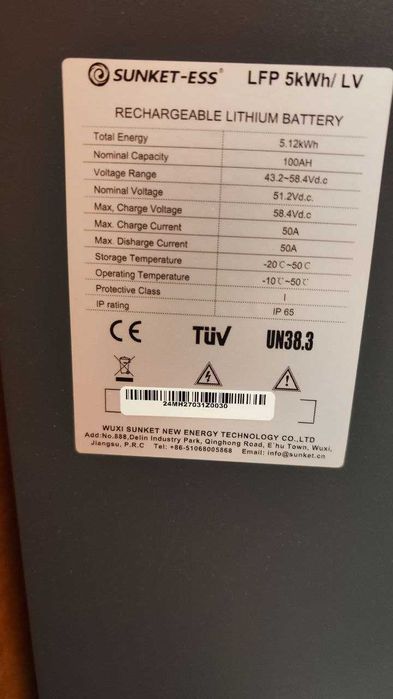 SUNKET-ESS® LFP 5kWh/ LV
RECHARGEABLE LITHIUM BATTERY
Total Energy 5.12kWh
Nominal Capacity 100AH
Voltage Range 43.2~58.4Vd.c
Nominal Voltage 51.2Vd.c.
Max, Charge Voltage 58.4Vd.c
Max. Charge Current 50A
Max. Disharge Current 50A
Storage Temperature -20℃~50℃
Operating Temperature -10℃~50℃
Protective Class I
IP rating IP 65
CE TÜV UN38.3
24MH27031Z0030
WUXI SUNKET NEW ENERGY TECHNOLOGY CO.,LTD
Add:No.888,Delin Industry Park, Qinghong Road, E'hu Town, Wuxi,
Jiangsu, P.R.C Tel: +86-51068005868 Email: info@sunket.cn